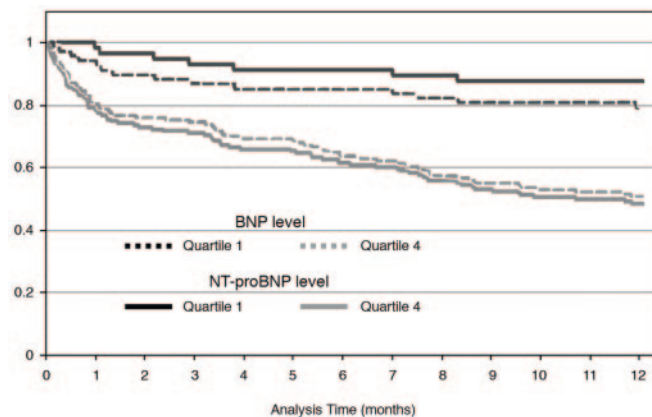 1
0.8
0.6
0.4
0.2
0
BNP level
Quartile 1 Quartile 4
NT-proBNP level
Quartile 1 Quartile 4
0 1 2 3 4 5 6 7 8 9 10 11 12
Analysis Time (months)